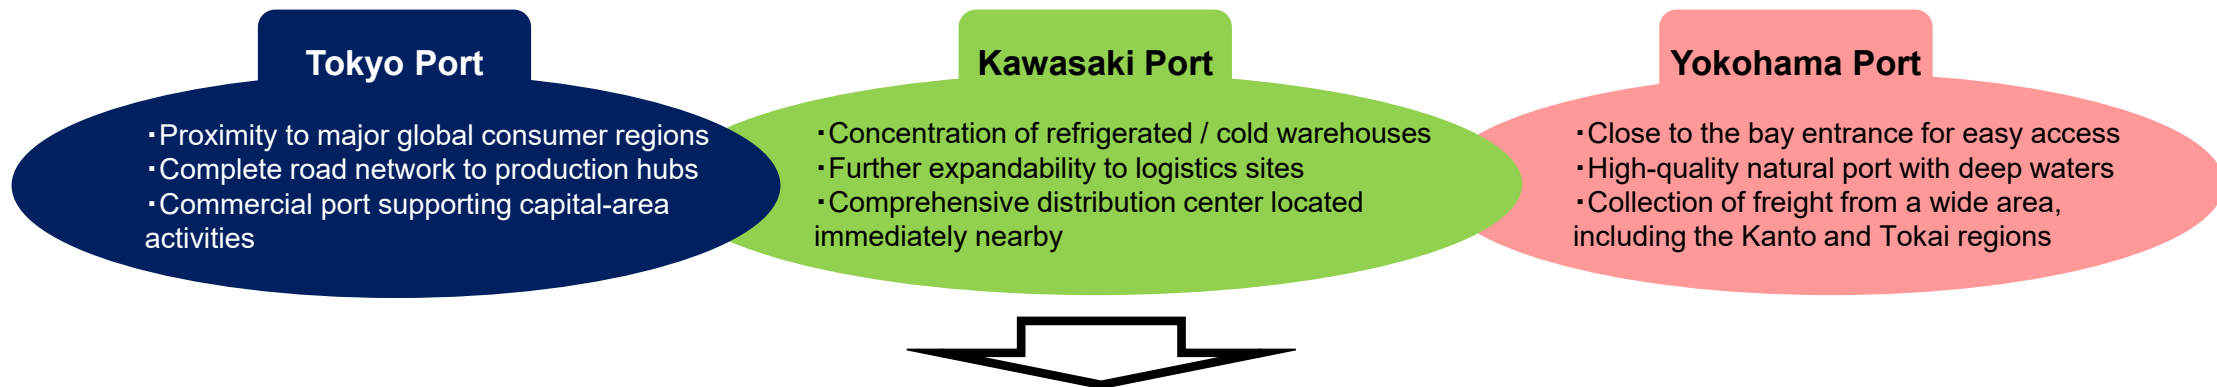 Tokyo Port
・Proximity to major global consumer regions
・Complete road network to production hubs
・Commercial port supporting capital-area
activities
Kawasaki Port
・Concentration of refrigerated / cold warehouses
・Further expandability to logistics sites
・Comprehensive distribution center located
immediately nearby
Yokohama Port
・Close to the bay entrance for easy access
・High-quality natural port with deep waters
・Collection of freight from a wide area,
including the Kanto and Tokai regions